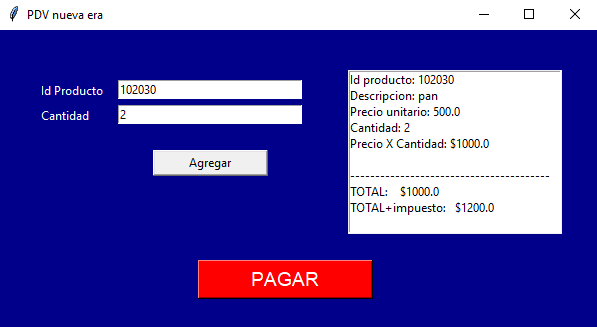 PDV nueva era
Id Producto 102030
Cantidad 2
Agregar
Id producto: 102030
Descripcion: pan
Precio unitario: 500.0
Cantidad: 2
Precio X Cantidad: $1000.0
----------------------------------------
TOTAL: $1000.0
TOTAL+impuesto: $1200.0
PAGAR